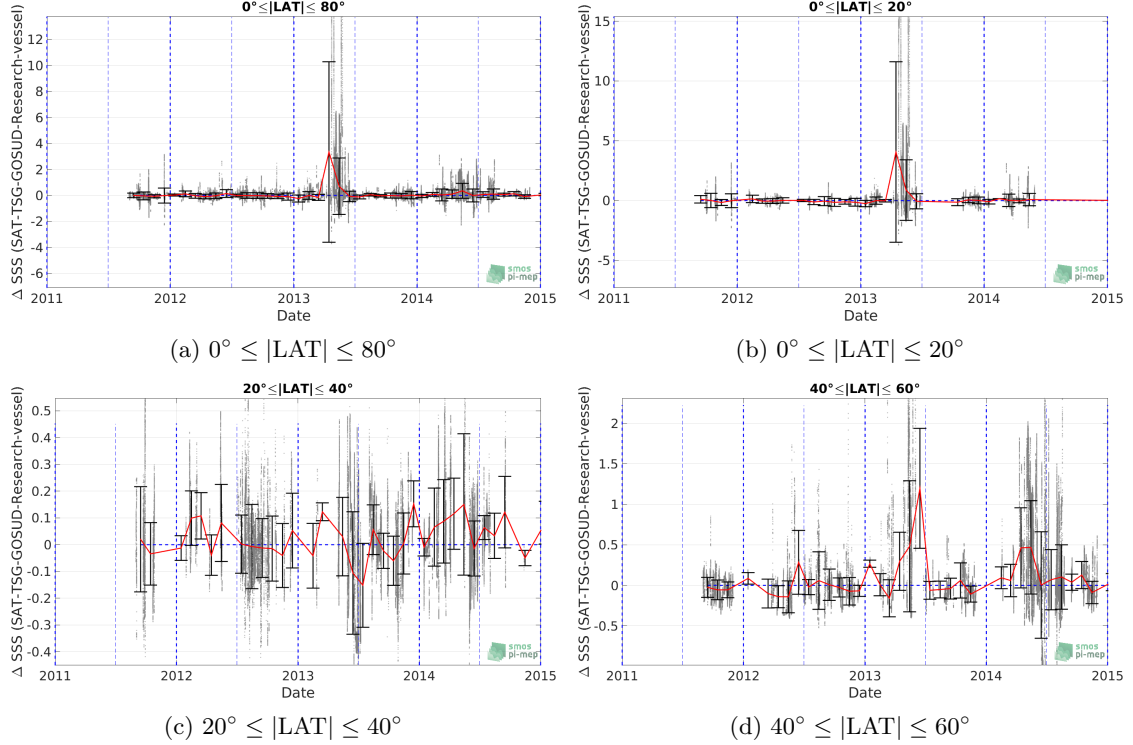 0°≤|LAT|≤ 80°
Δ SSS (SAT-TSG-GOSUD-Research-vessel)
12
10
8
6
4
2
0
-2
-4
-6
2011
2012
2013
2014
2015
Date
smos
pi-mep
(a) 0° ≤ |LAT| ≤ 80°
0°≤|LAT|≤ 20°
Δ SSS (SAT-TSG-GOSUD-Research-vessel)
15
10
5
0
-5
2011
2012
2013
2014
2015
Date
smos
pi-mep
(b) 0° ≤ |LAT| ≤ 20°
20°≤|LAT|≤ 40°
Δ SSS (SAT-TSG-GOSUD-Research-vessel)
0.5
0.4
0.3
0.2
0.1
0
-0.1
-0.2
-0.3
-0.4
2011
2012
2013
2014
2015
Date
smos
pi-mep
(c) 20° ≤ |LAT| ≤ 40°
40°≤|LAT|≤ 60°
Δ SSS (SAT-TSG-GOSUD-Research-vessel)
2
1.5
1
0.5
0
-0.5
2011
2012
2013
2014
2015
Date
smos
pi-mep
(d) 40° ≤ |LAT| ≤ 60°